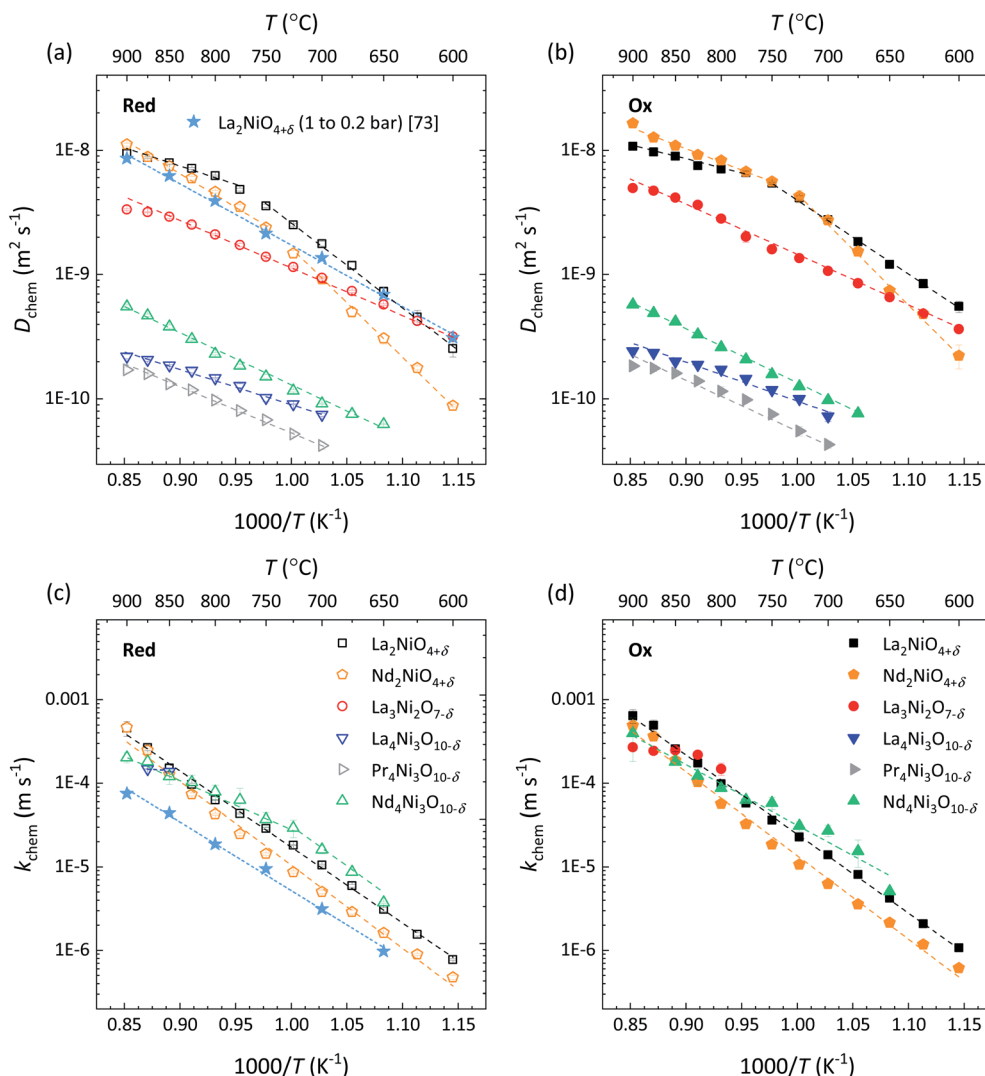 (a)
T (°C)
900 850 800 750 700 650 600
Red
La₂NiO₄₊δ (1 to 0.2 bar) [73]
1E-8
1E-9
1E-10
D_chem (m² s⁻¹)
0.85 0.90 0.95 1.00 1.05 1.10 1.15
1000/T (K⁻¹)
(b)
T (°C)
900 850 800 750 700 650 600
Ox
1E-8
1E-9
1E-10
D_chem (m² s⁻¹)
0.85 0.90 0.95 1.00 1.05 1.10 1.15
1000/T (K⁻¹)
(c)
T (°C)
900 850 800 750 700 650 600
Red
La₂NiO₄₊δ
Nd₂NiO₄₊δ
La₃Ni₂O₇₋δ
La₄Ni₃O₁₀₋δ
Pr₄Ni₃O₁₀₋δ
Nd₄Ni₃O₁₀₋δ
0.001
1E-4
1E-5
1E-6
k_chem (m s⁻¹)
0.85 0.90 0.95 1.00 1.05 1.10 1.15
1000/T (K⁻¹)
(d)
T (°C)
900 850 800 750 700 650 600
Ox
La₂NiO₄₊δ
Nd₂NiO₄₊δ
La₃Ni₂O₇₋δ
La₄Ni₃O₁₀₋δ
Pr₄Ni₃O₁₀₋δ
Nd₄Ni₃O₁₀₋δ
0.001
1E-4
1E-5
1E-6
k_chem (m s⁻¹)
0.85 0.90 0.95 1.00 1.05 1.10 1.15
1000/T (K⁻¹)